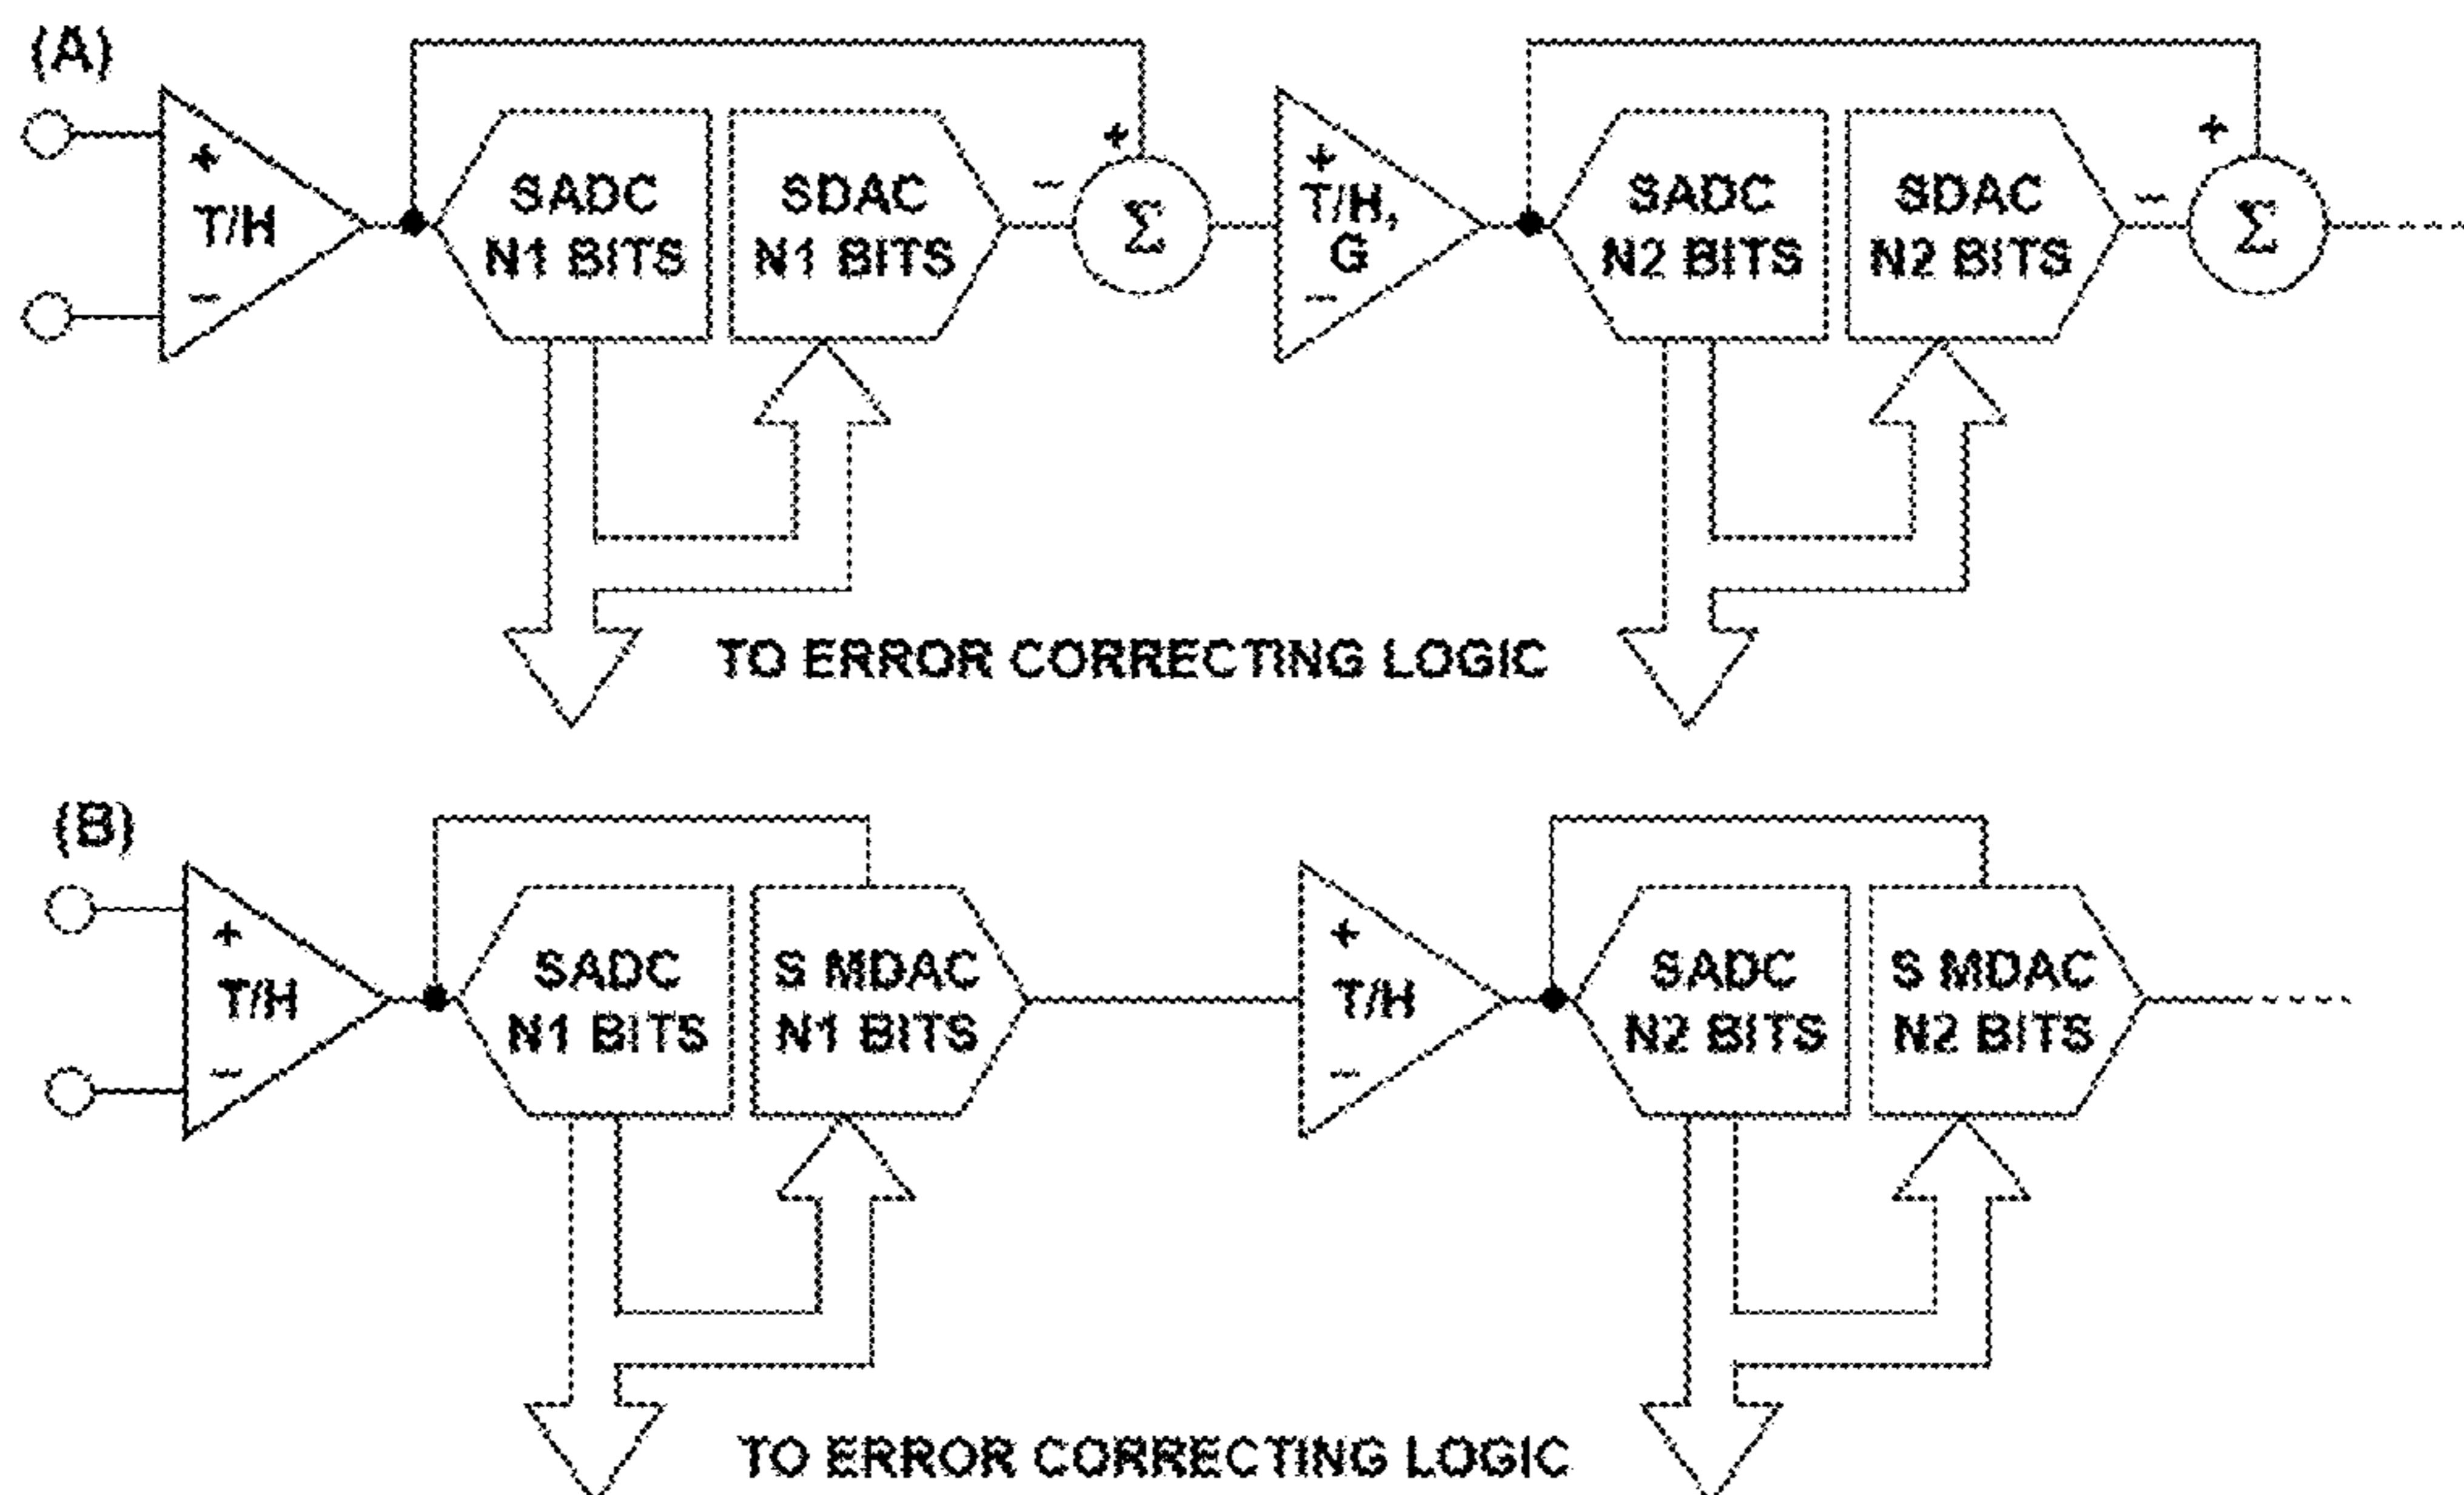 (A)
+
T/H
−
SADC
N1 BITS
SDAC
N1 BITS
+
−
Σ
+
T/H,
G
−
SADC
N2 BITS
SDAC
N2 BITS
+
−
Σ
TO ERROR CORRECTING LOGIC
(B)
+
T/H
−
SADC
N1 BITS
S MDAC
N1 BITS
+
T/H
−
SADC
N2 BITS
S MDAC
N2 BITS
TO ERROR CORRECTING LOGIC